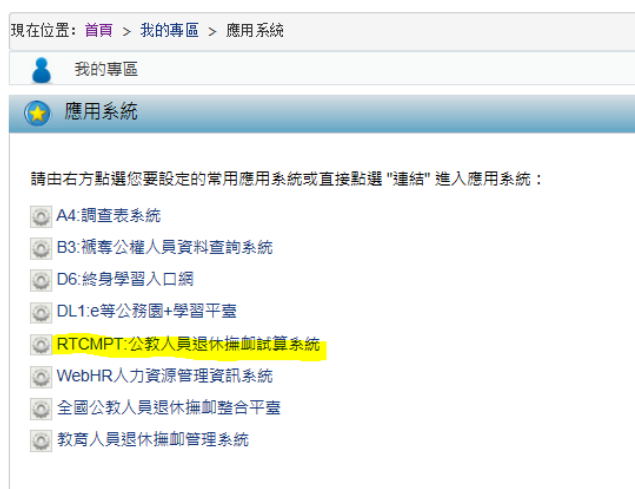 現在位置：首頁 > 我的專區 > 應用系統
我的專區
應用系統
請由右方點選您要設定的常用應用系統或直接點選 "連結" 進入應用系統：
A4:調查表系統
B3:褫奪公權人員資料查詢系統
D6:終身學習入口網
DL1:e等公務園+學習平臺
RTCMPT:公教人員退休撫卹試算系統
WebHR人力資源管理資訊系統
全國公教人員退休撫卹整合平臺
教育人員退休撫卹管理系統